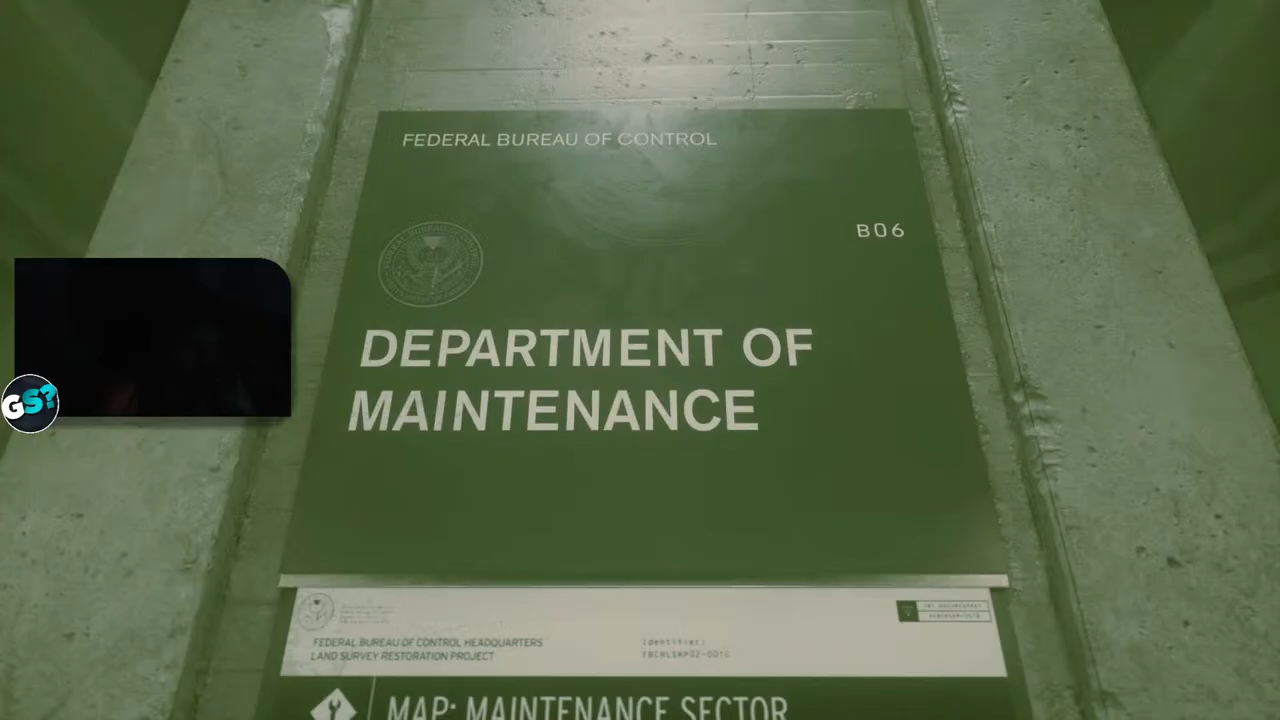 FEDERAL BUREAU OF CONTROL
B06
DEPARTMENT OF
MAINTENANCE
GS?
FEDERAL BUREAU OF CONTROL HEADQUARTERS
LAND SURVEY RESTORATION PROJECT
Identifier:
MAP: MAINTENANCE SECTOR